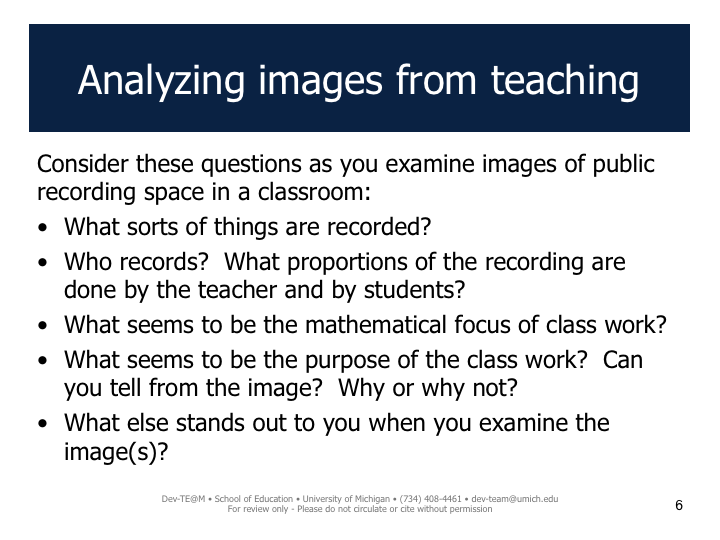 Analyzing images from teaching
Consider these questions as you examine images of public
recording space in a classroom:
• What sorts of things are recorded?
• Who records?  What proportions of the recording are
done by the teacher and by students?
• What seems to be the mathematical focus of class work?
• What seems to be the purpose of the class work?  Can
you tell from the image?  Why or why not?
• What else stands out to you when you examine the
image(s)?
Dev-TE@M • School of Education • University of Michigan • (734) 408-4461 • dev-team@umich.edu
For review only - Please do not circulate or cite without permission
6